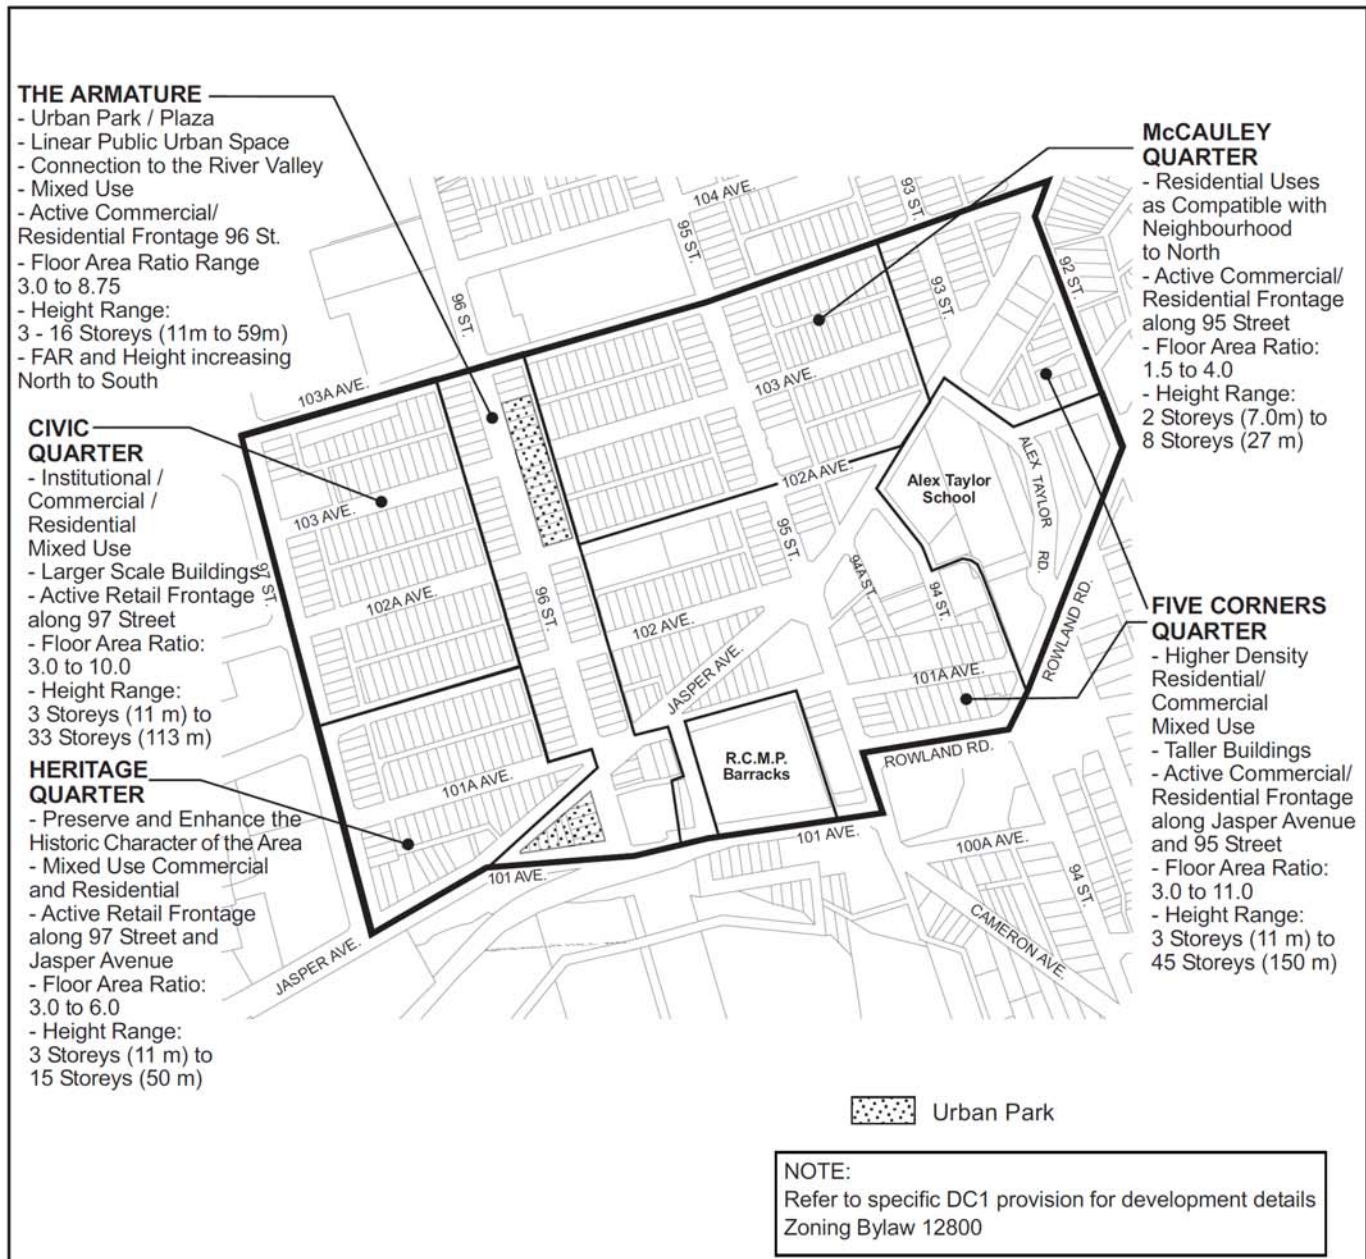 THE ARMATURE
- Urban Park / Plaza
- Linear Public Urban Space
- Connection to the River Valley
- Mixed Use
- Active Commercial/
Residential Frontage 96 St.
- Floor Area Ratio Range
3.0 to 8.75
- Height Range:
3 - 16 Storeys (11m to 59m)
- FAR and Height increasing
North to South
CIVIC
QUARTER
- Institutional /
Commercial /
Residential
Mixed Use
- Larger Scale Buildings
- Active Retail Frontage
along 97 Street
- Floor Area Ratio:
3.0 to 10.0
- Height Range:
3 Storeys (11 m) to
33 Storeys (113 m)
HERITAGE
QUARTER
- Preserve and Enhance the
Historic Character of the Area
- Mixed Use Commercial
and Residential
- Active Retail Frontage
along 97 Street and
Jasper Avenue
- Floor Area Ratio:
3.0 to 6.0
- Height Range:
3 Storeys (11 m) to
15 Storeys (50 m)
McCAULEY
QUARTER
- Residential Uses
as Compatible with
Neighbourhood
to North
- Active Commercial/
Residential Frontage
along 95 Street
- Floor Area Ratio:
1.5 to 4.0
- Height Range:
2 Storeys (7.0m) to
8 Storeys (27 m)
FIVE CORNERS
QUARTER
- Higher Density
Residential/
Commercial
Mixed Use
- Taller Buildings
- Active Commercial/
Residential Frontage
along Jasper Avenue
and 95 Street
- Floor Area Ratio:
3.0 to 11.0
- Height Range:
3 Storeys (11 m) to
45 Storeys (150 m)
104 AVE.
93 ST.
95 ST.
92 ST.
96 ST.
93 ST.
103A AVE.
103 AVE.
102A AVE.
ALEX TAYLOR RD.
Alex Taylor
School
103 AVE.
97 ST.
95 ST.
94A ST.
94 ST.
102A AVE.
96 ST.
102 AVE.
ROWLAND RD.
JASPER AVE.
101A AVE.
R.C.M.P.
Barracks
ROWLAND RD.
101A AVE.
101 AVE.
100A AVE.
101 AVE.
94 ST.
CAMERON AVE.
JASPER AVE.
Urban Park
NOTE:
Refer to specific DC1 provision for development details
Zoning Bylaw 12800